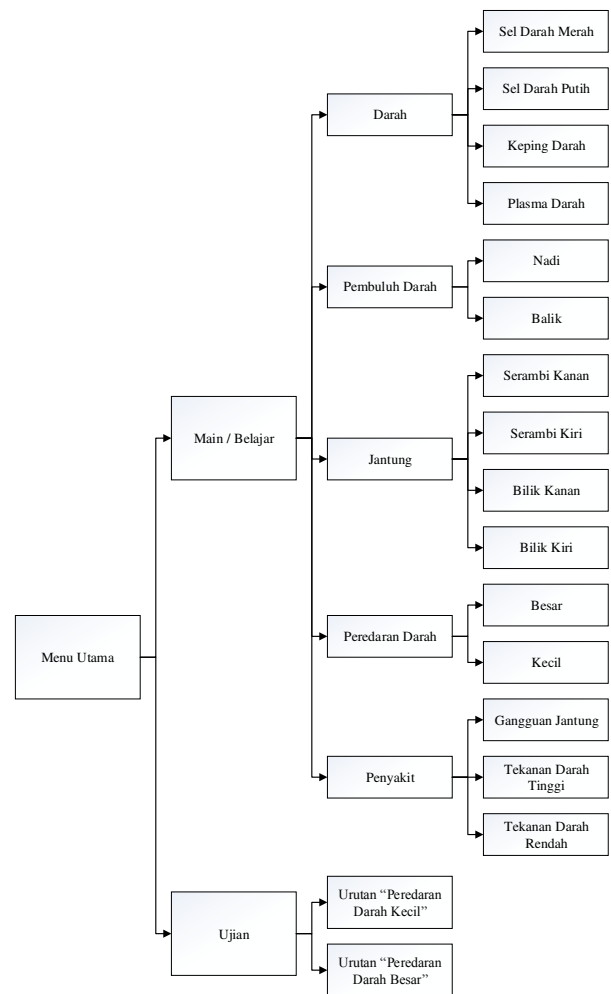 Menu Utama
Main / Belajar
Darah
Sel Darah Merah
Sel Darah Putih
Keping Darah
Plasma Darah
Pembuluh Darah
Nadi
Balik
Jantung
Serambi Kanan
Serambi Kiri
Bilik Kanan
Bilik Kiri
Peredaran Darah
Besar
Kecil
Penyakit
Gangguan Jantung
Tekanan Darah
Tinggi
Tekanan Darah
Rendah
Ujian
Urutan “Peredaran
Darah Kecil”
Urutan “Peredaran
Darah Besar”